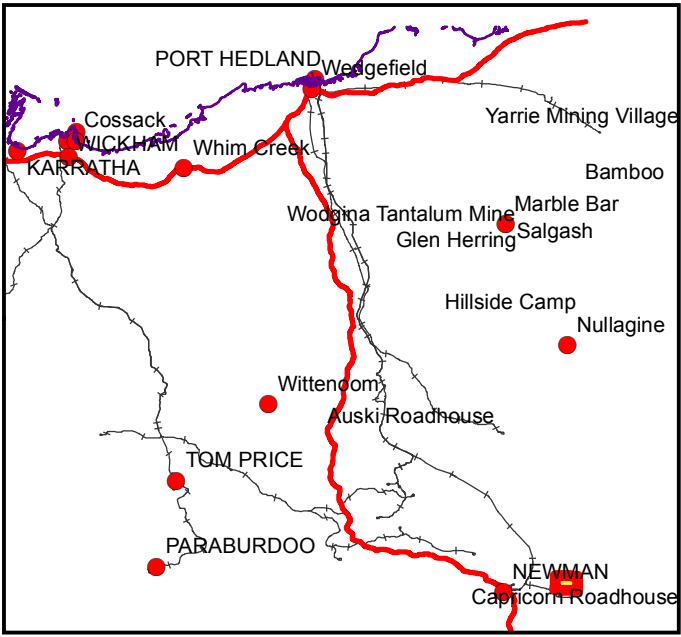 PORT HEDLAND
Wedgefield
Yarrie Mining Village
Cossack
WICKHAM
Whim Creek
KARRATHA
Bamboo
Marble Bar
Wodgina Tantalum Mine
Salgash
Glen Herring
Hillside Camp
Nullagine
Wittenoom
Auski Roadhouse
TOM PRICE
PARABURDOO
NEWMAN
Capricorn Roadhouse